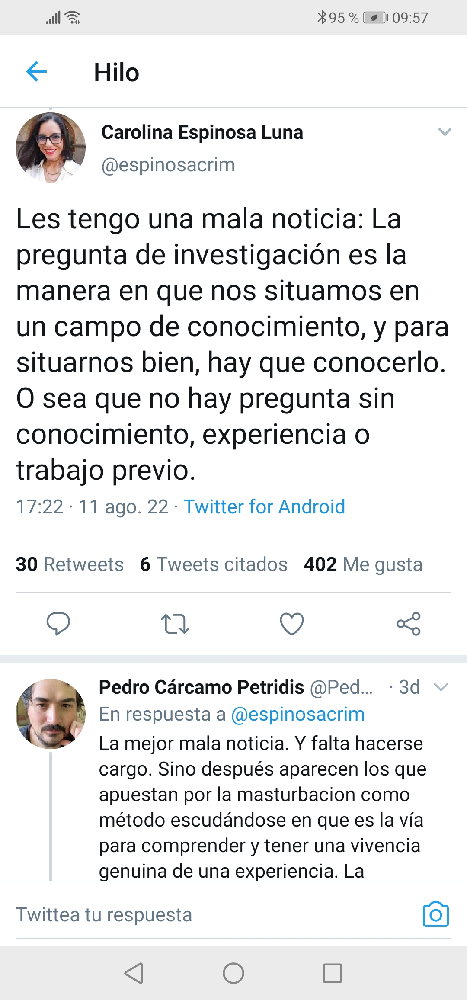 95 % 09:57
Hilo
Carolina Espinosa Luna
@espinosacrim
Les tengo una mala noticia: La
pregunta de investigación es la
manera en que nos situamos en
un campo de conocimiento, y para
situarnos bien, hay que conocerlo.
O sea que no hay pregunta sin
conocimiento, experiencia o
trabajo previo.
17:22 · 11 ago. 22 · Twitter for Android
30 Retweets 6 Tweets citados 402 Me gusta
Pedro Cárcamo Petridis @Ped... · 3d
En respuesta a @espinosacrim
La mejor mala noticia. Y falta hacerse
cargo. Sino después aparecen los que
apuestan por la masturbacion como
método escudándose en que es la vía
para comprender y tener una vivencia
genuina de una experiencia. La
Twittea tu respuesta